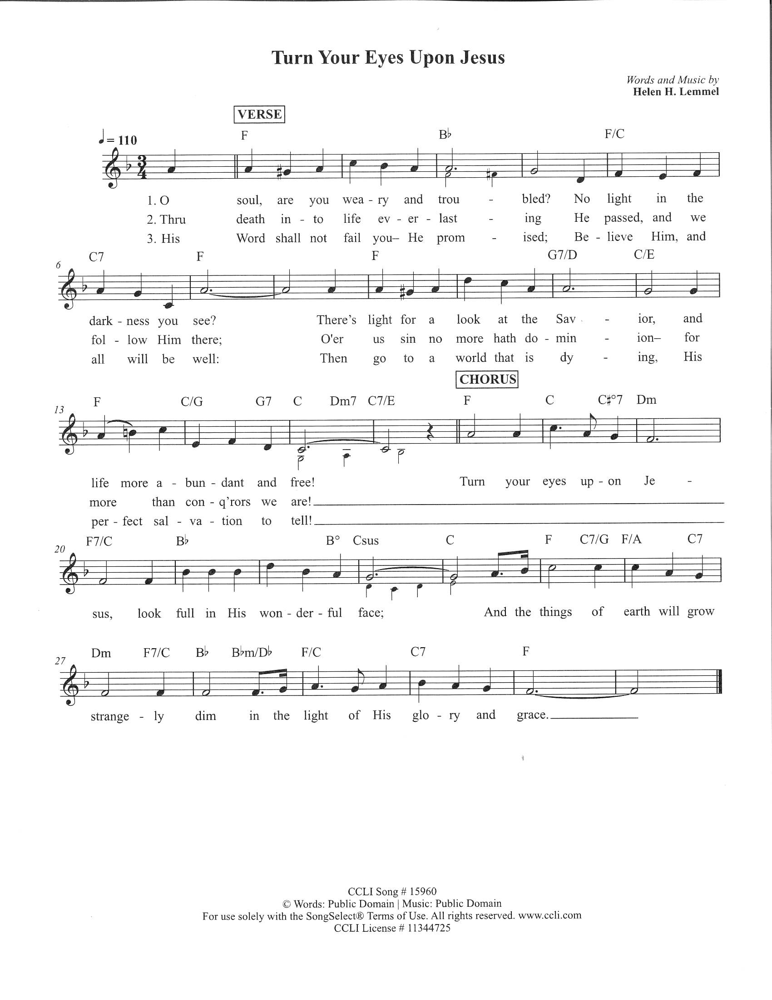 Turn Your Eyes Upon Jesus
Words and Music by
Helen H. Lemmel
VERSE
♩= 110
F B♭ F/C
3
4
1. O soul, are you wea - ry and trou - bled? No light in the
2. Thru death in - to life ev - er - last - ing He passed, and we
3. His Word shall not fail you– He prom - ised; Be - lieve Him, and
C7 F F G7/D C/E
6
dark - ness you see? There's light for a look at the Sav - ior, and
fol - low Him there; O'er us sin no more hath do - min - ion– for
all will be well: Then go to a world that is dy - ing, His
CHORUS
F C/G G7 C Dm7 C7/E F C C#°7 Dm
13
life more a - bun - dant and free! Turn your eyes up - on Je -
more than con - q'rors we are!
per - fect sal - va - tion to tell!
F7/C B♭ B° Csus C F C7/G F/A C7
20
sus, look full in His won - der - ful face; And the things of earth will grow
Dm F7/C B♭ B♭m/D♭ F/C C7 F
27
strange - ly dim in the light of His glo - ry and grace.
CCLI Song # 15960
© Words: Public Domain | Music: Public Domain
For use solely with the SongSelect® Terms of Use. All rights reserved. www.ccli.com
CCLI License # 11344725